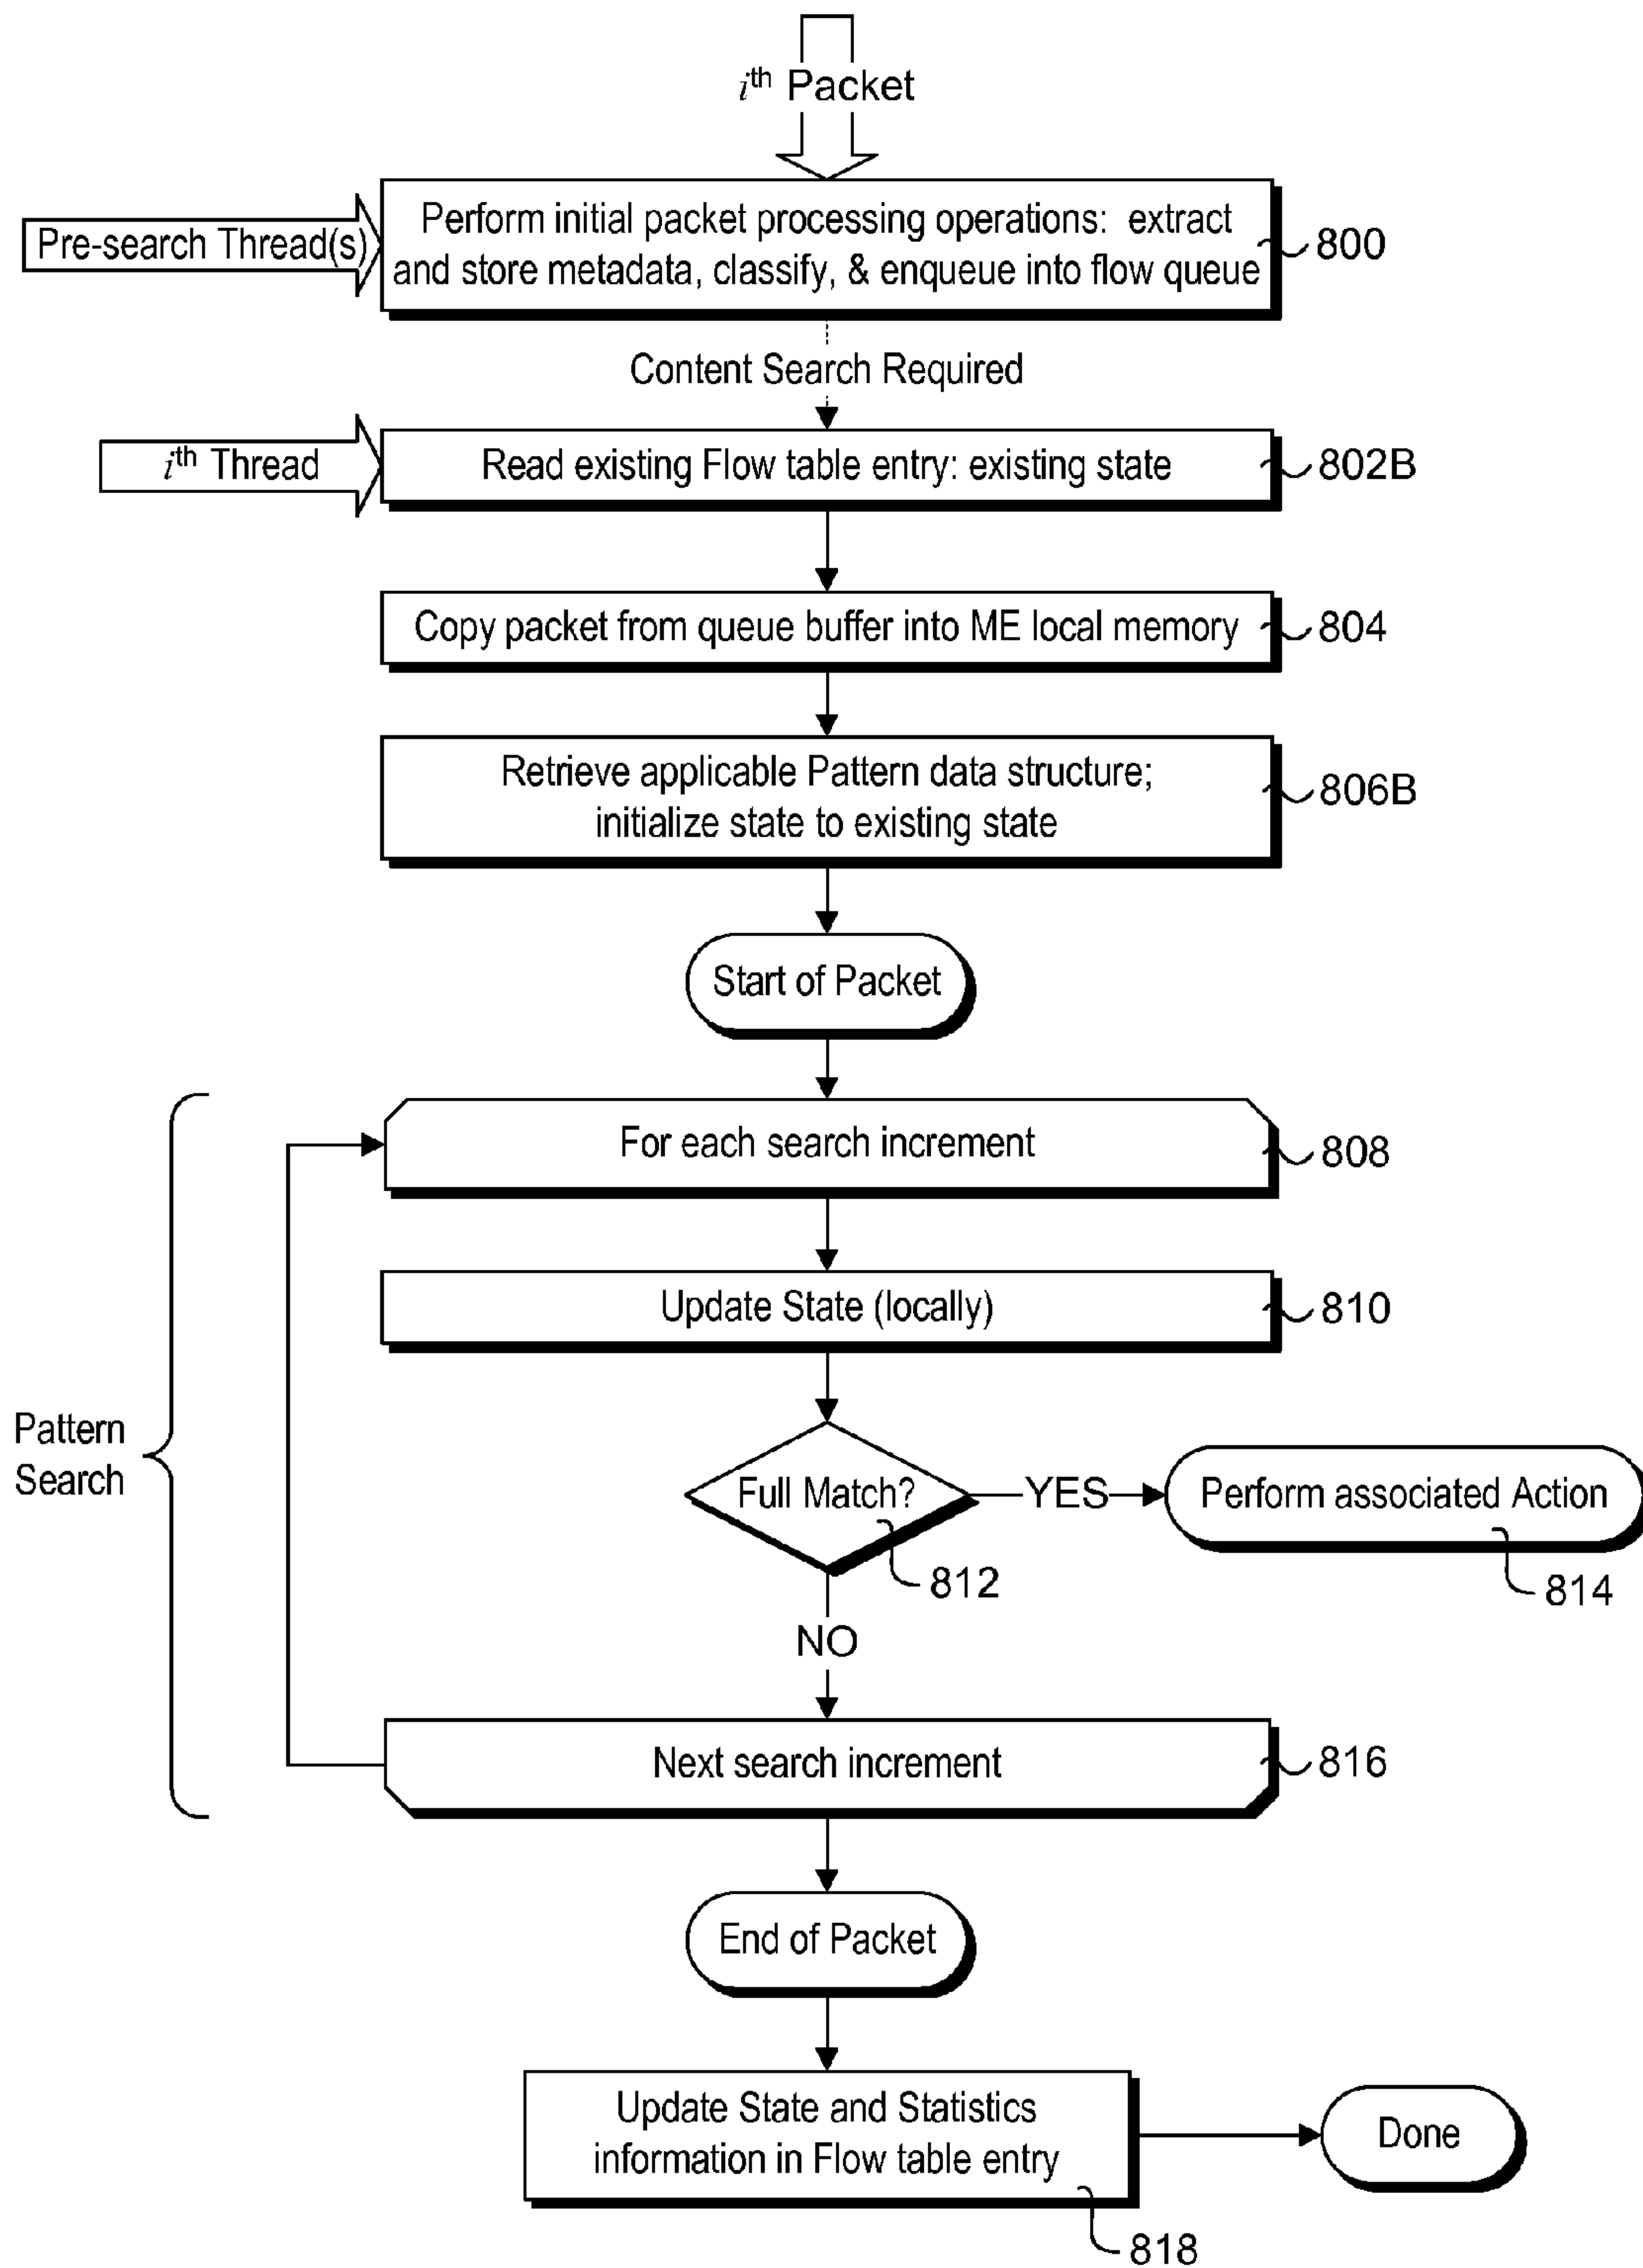 ith Packet
Pre-search Thread(s)
Perform initial packet processing operations: extract
and store metadata, classify, & enqueue into flow queue
800
Content Search Required
ith Thread
Read existing Flow table entry: existing state
802B
Copy packet from queue buffer into ME local memory
804
Retrieve applicable Pattern data structure;
initialize state to existing state
806B
Start of Packet
For each search increment
808
Update State (locally)
810
Pattern
Search
Full Match?
YES
Perform associated Action
812
814
NO
Next search increment
816
End of Packet
Update State and Statistics
information in Flow table entry
Done
818